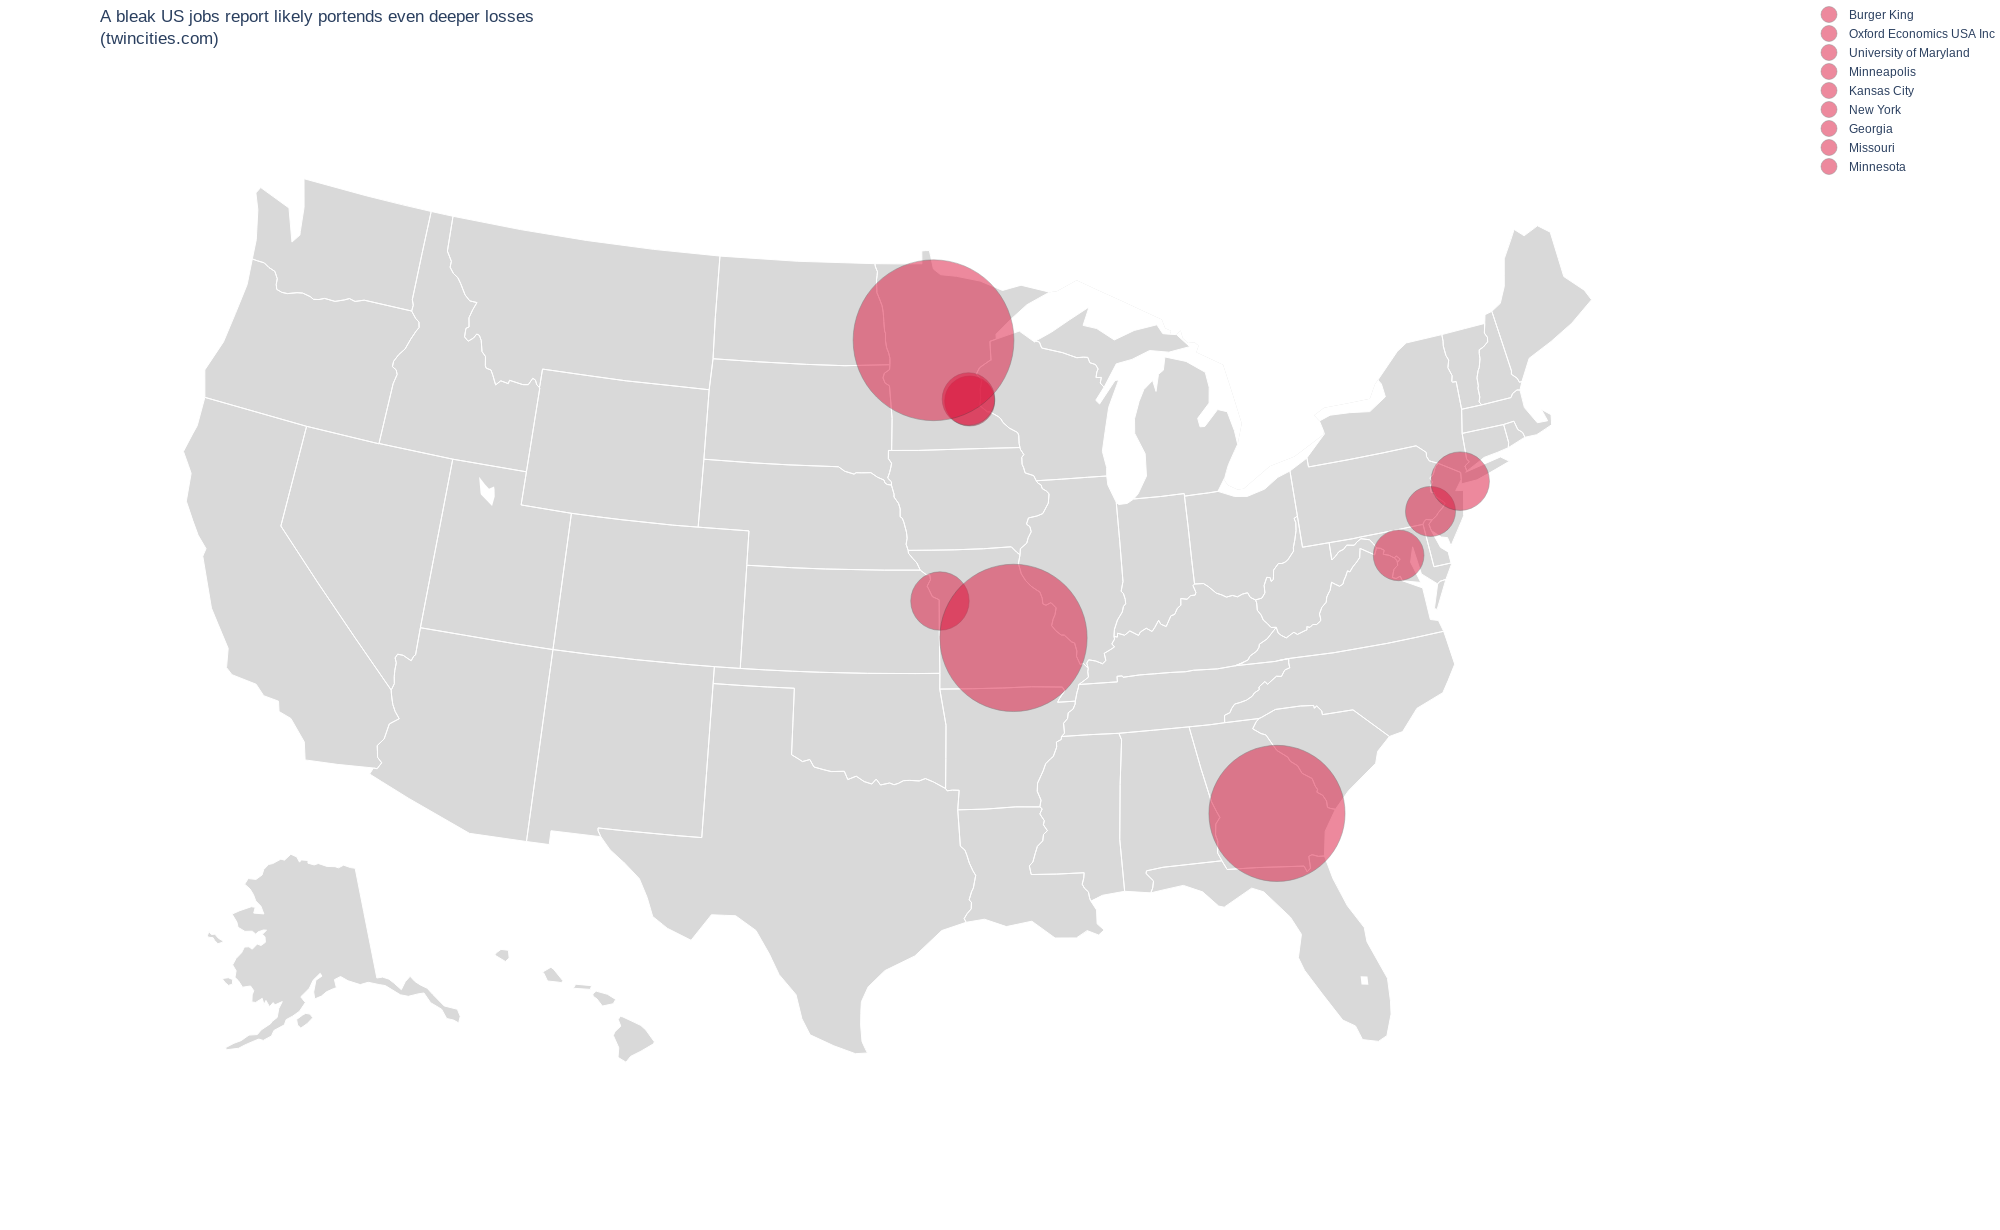 A bleak US jobs report likely portends even deeper losses
(twincities.com)
Burger King
Oxford Economics USA Inc
University of Maryland
Minneapolis
Kansas City
New York
Georgia
Missouri
Minnesota